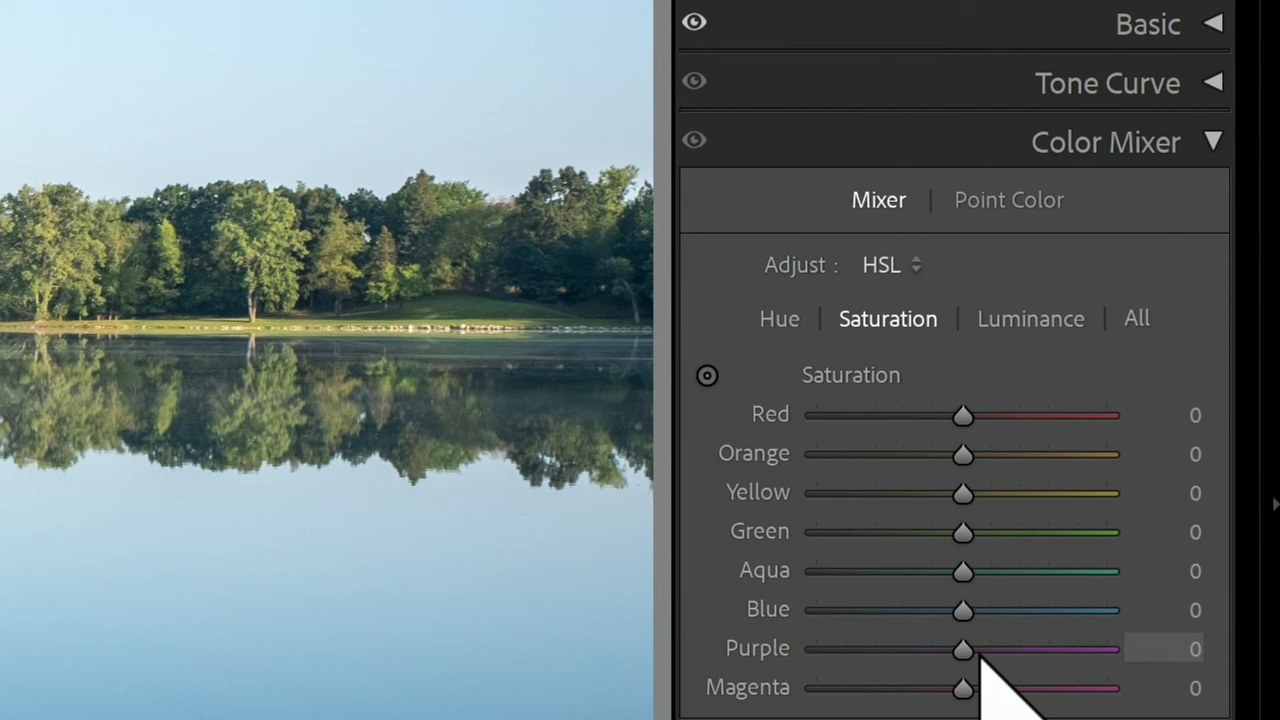 Basic
Tone Curve
Color Mixer
Mixer | Point Color
Adjust : HSL
Hue | Saturation | Luminance | All
Saturation
Red 0
Orange 0
Yellow 0
Green 0
Aqua 0
Blue 0
Purple 0
Magenta 0